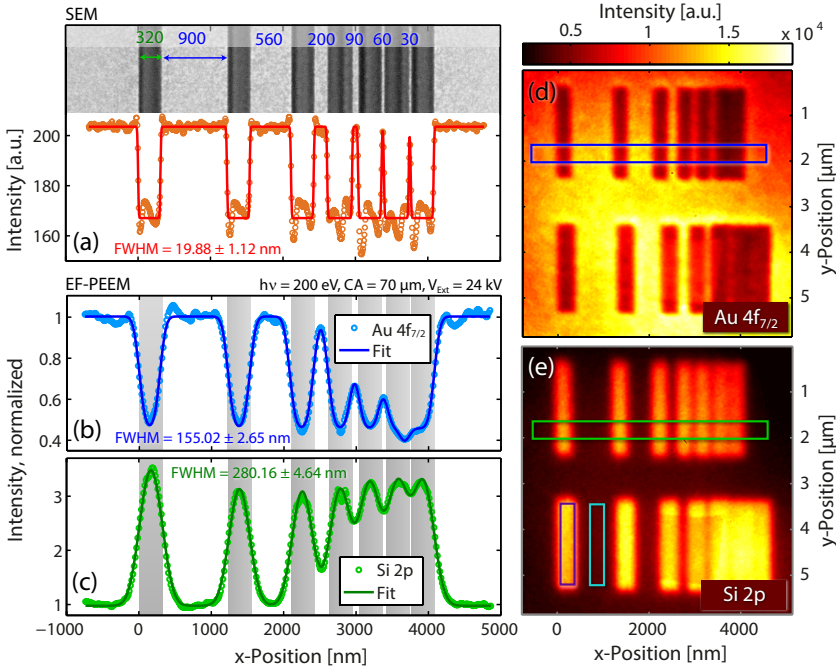 SEM
320 900 560 200 90 60 30
200
180
160
Intensity [a.u.]
(a)
FWHM = 19.88 ± 1.12 nm
EF-PEEM
hν = 200 eV, CA = 70 µm, V_Ext = 24 kV
1
0.8
0.6
0.4
Au 4f7/2
Fit
(b)
FWHM = 155.02 ± 2.65 nm
Intensity, normalized
FWHM = 280.16 ± 4.64 nm
3
2
1
(c)
Si 2p
Fit
−1000 0 1000 2000 3000 4000 5000
x-Position [nm]
Intensity [a.u.]
0.5 1 1.5 × 10⁴
(d)
1
2
3
4
5
y-Position [µm]
Au 4f7/2
(e)
1
2
3
4
5
y-Position [µm]
Si 2p
0 2000 4000
x-Position [nm]